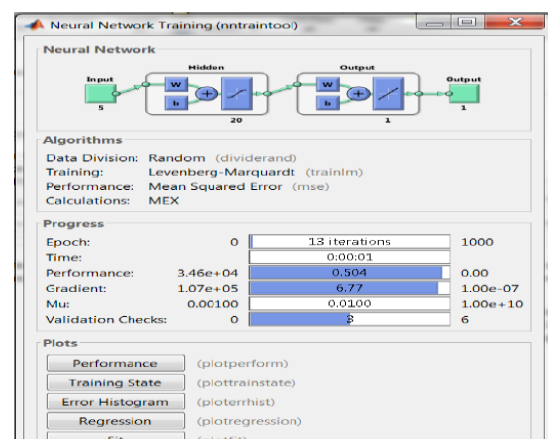 Neural Network Training (nntraintool)
Neural Network
Hidden
Output
Input
W
b
5
20
W
b
1
Output
1
Algorithms
Data Division: Random (dividerand)
Training: Levenberg-Marquardt (trainlm)
Performance: Mean Squared Error (mse)
Calculations: MEX
Progress
Epoch: 0 13 iterations 1000
Time: 0:00:01
Performance: 3.46e+04 0.504 0.00
Gradient: 1.07e+05 6.77 1.00e-07
Mu: 0.00100 0.0100 1.00e+10
Validation Checks: 0 3 6
Plots
Performance (plotperform)
Training State (plottrainstate)
Error Histogram (ploterrhist)
Regression (plotregression)